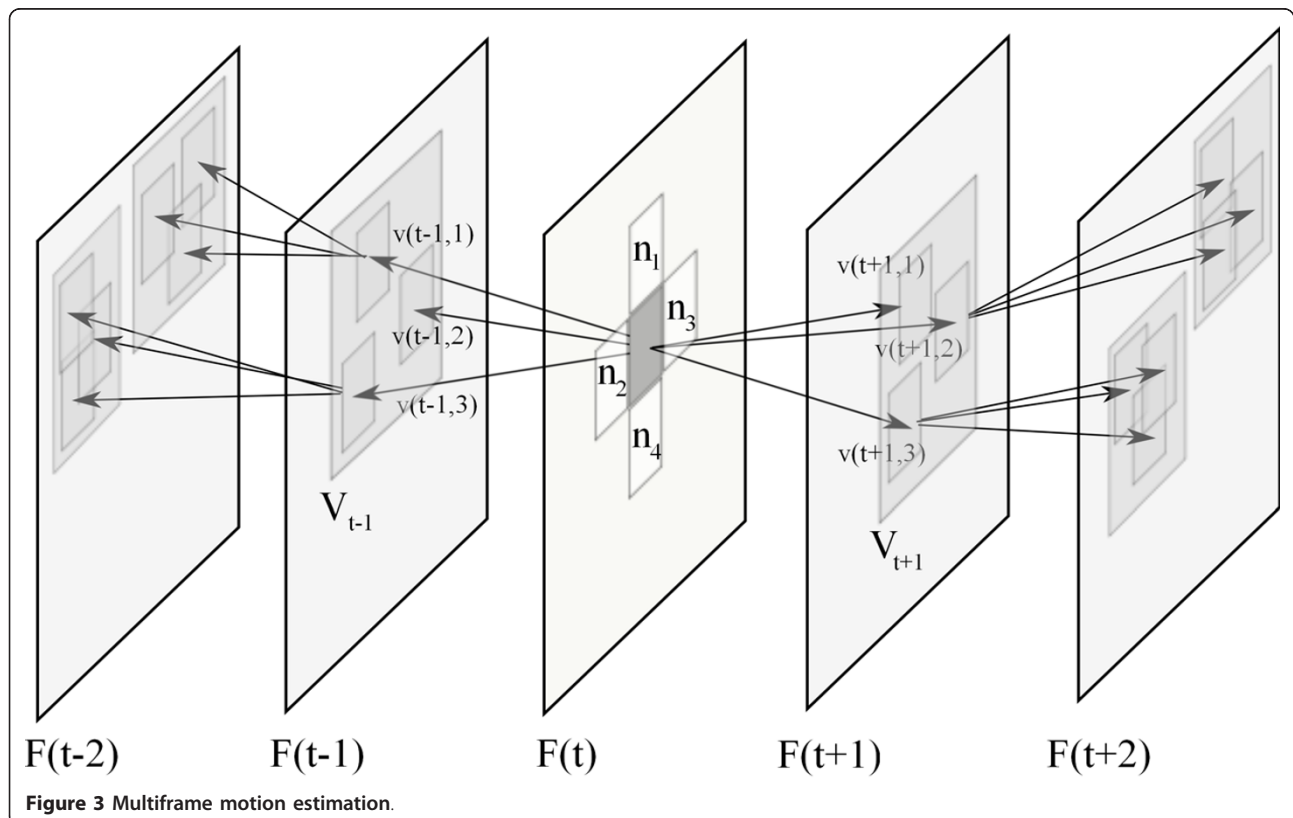 n1
n3
n2
n4
v(t-1,1)
v(t-1,2)
v(t-1,3)
Vt-1
v(t+1,1)
v(t+1,2)
v(t+1,3)
Vt+1
F(t-2) F(t-1) F(t) F(t+1) F(t+2)
Figure 3 Multiframe motion estimation.